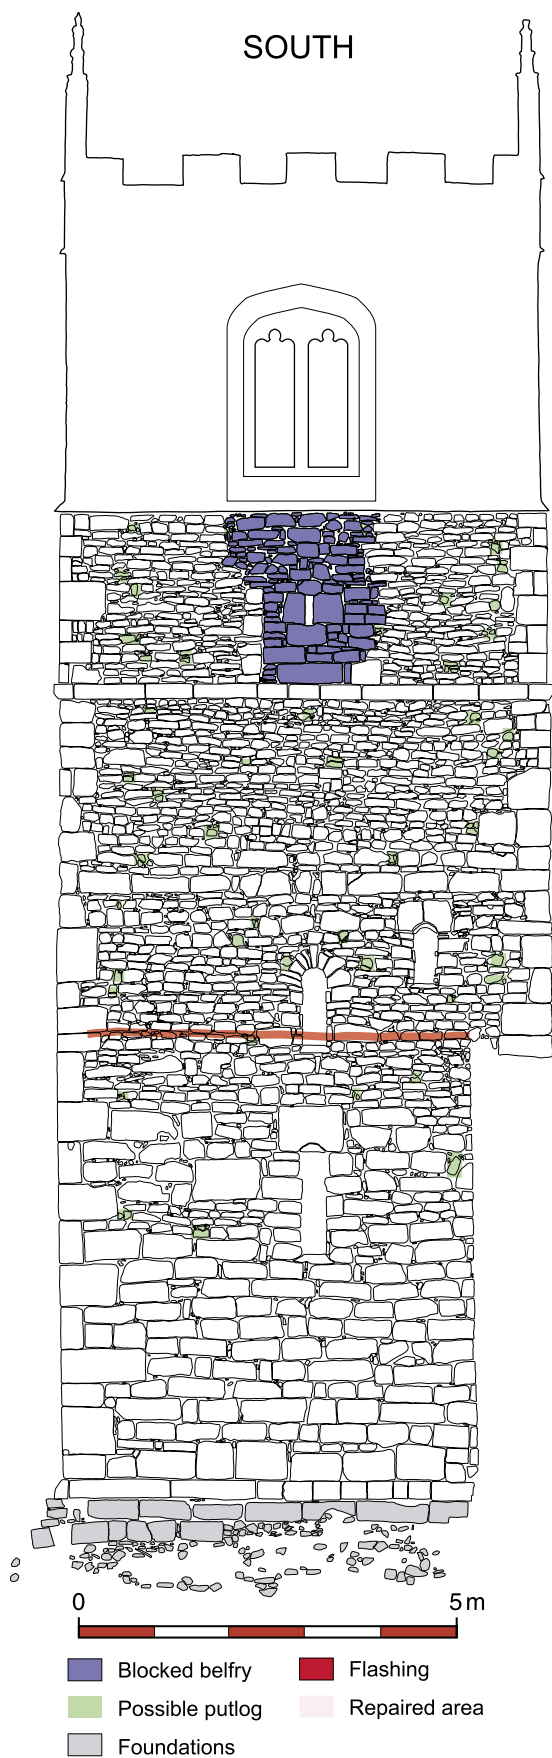 SOUTH
0 5 m
Blocked belfry Flashing
Possible putlog Repaired area
Foundations